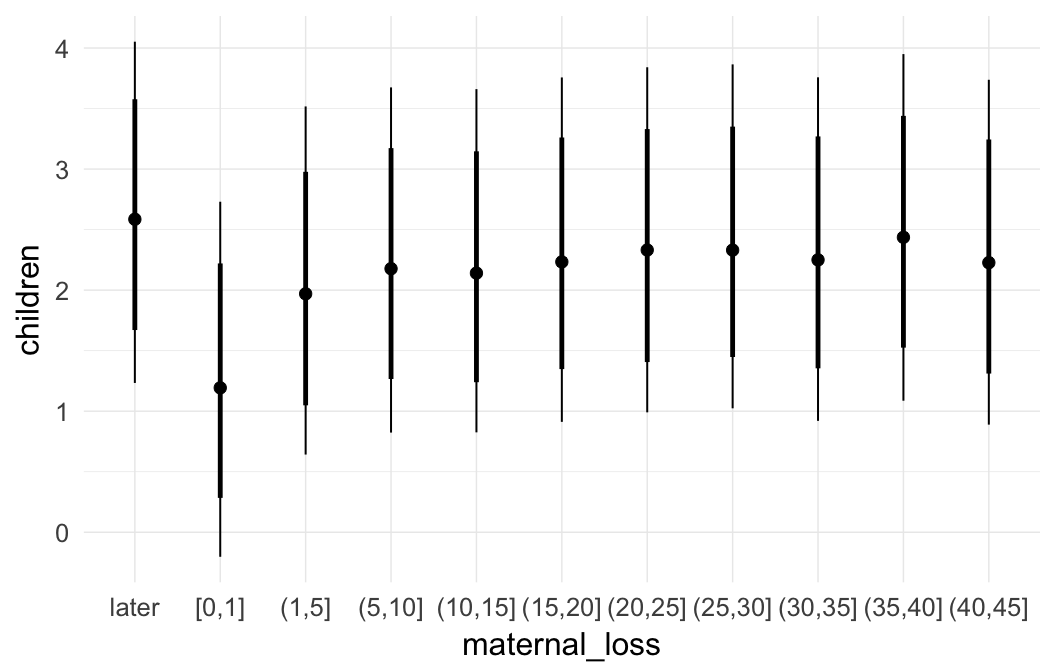 4
3
2
1
0
children
later [0,1] (1,5] (5,10] (10,15] (15,20] (20,25] (25,30] (30,35] (35,40] (40,45]
maternal_loss